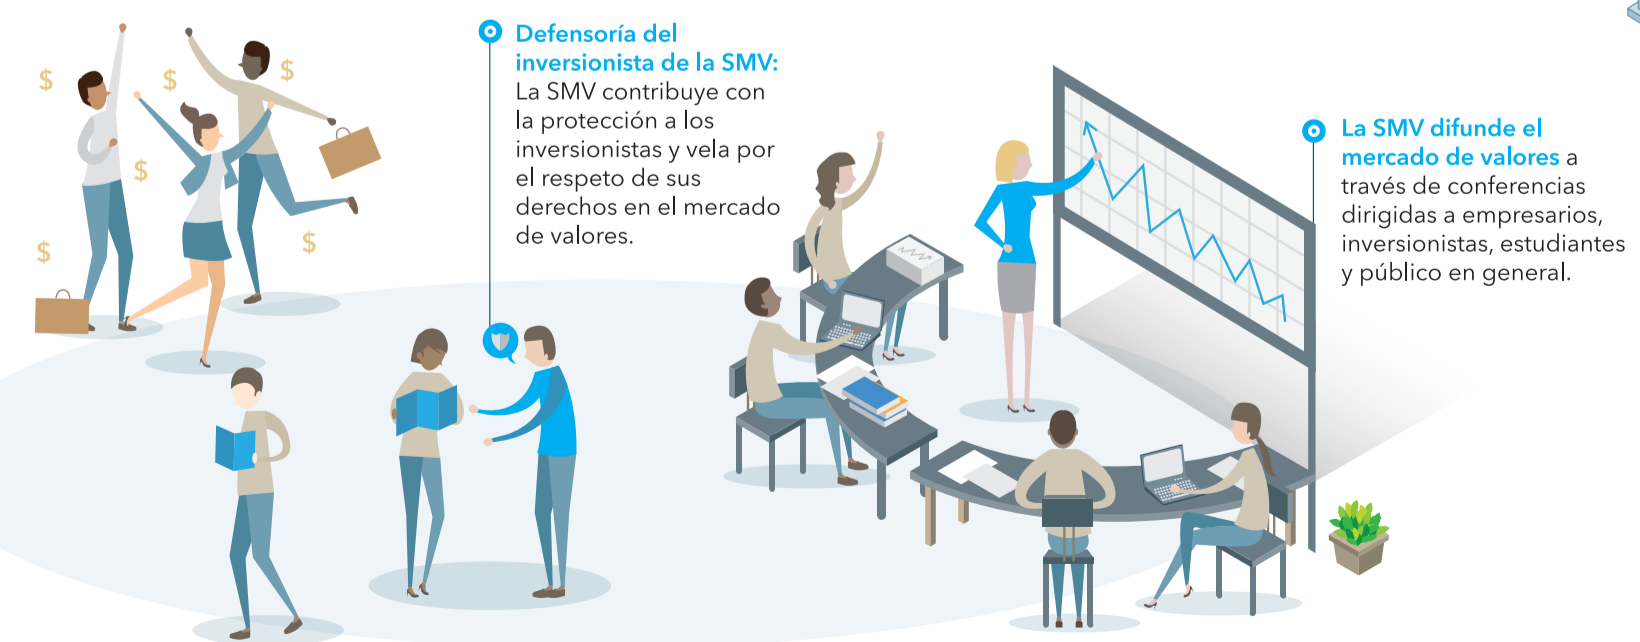 Defensoría del
inversionista de la SMV:
La SMV contribuye con
la protección a los
inversionistas y vela por
el respeto de sus
derechos en el mercado
de valores.
La SMV difunde el
mercado de valores a
través de conferencias
dirigidas a empresarios,
inversionistas, estudiantes
y público en general.
$
$
$
$
$
$